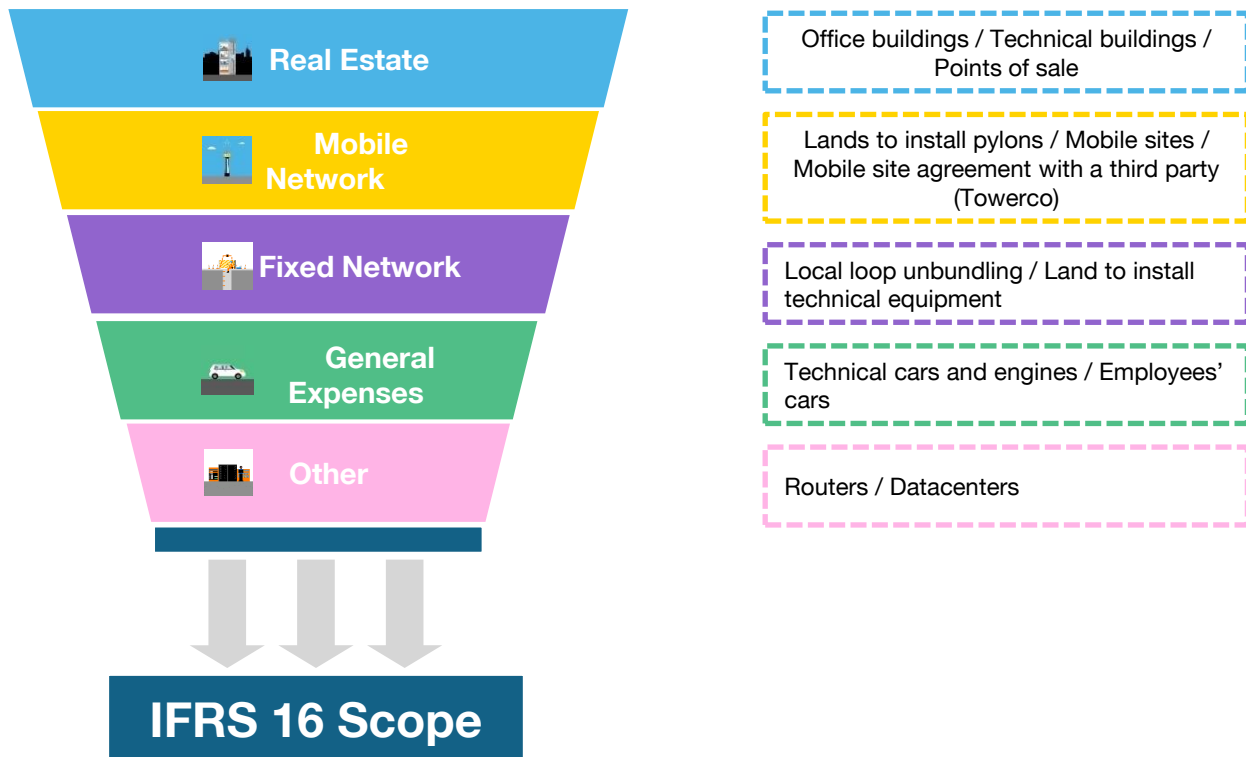 Real Estate
Office buildings / Technical buildings /
Points of sale
Mobile
Network
Lands to install pylons / Mobile sites /
Mobile site agreement with a third party
(Towerco)
Fixed Network
Local loop unbundling / Land to install
technical equipment
General
Expenses
Technical cars and engines / Employees’
cars
Other
Routers / Datacenters
IFRS 16 Scope